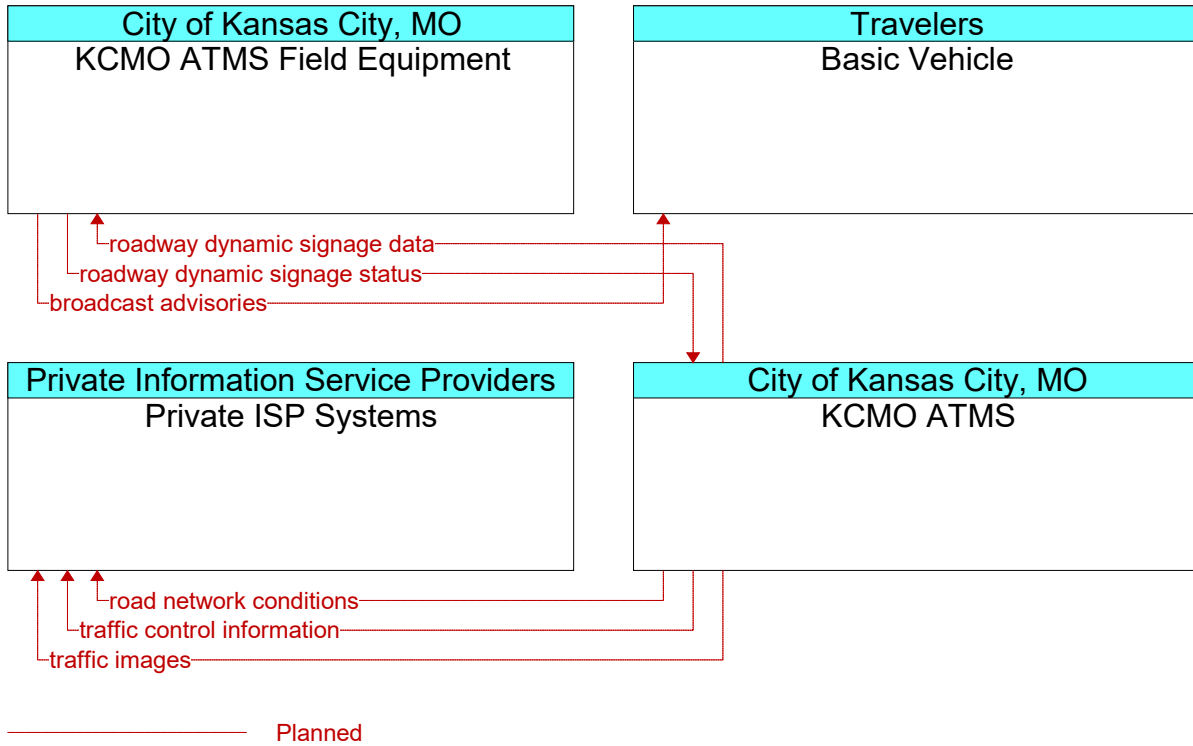 City of Kansas City, MO
KCMO ATMS Field Equipment
Travelers
Basic Vehicle
roadway dynamic signage data
roadway dynamic signage status
broadcast advisories
Private Information Service Providers
Private ISP Systems
City of Kansas City, MO
KCMO ATMS
road network conditions
traffic control information
traffic images
Planned